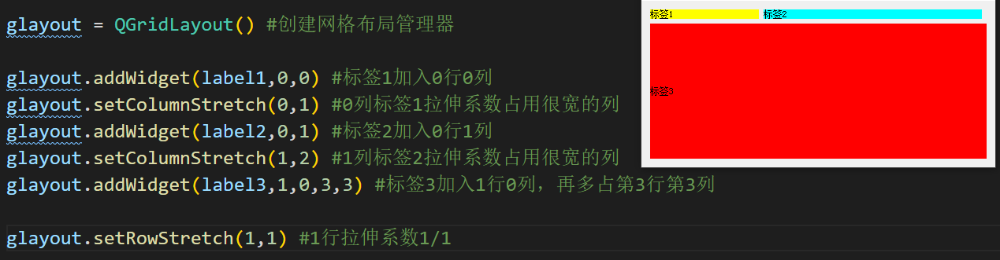 glayout = QGridLayout() #创建网格布局管理器
glayout.addWidget(label1,0,0) #标签1加入0行0列
glayout.setColumnStretch(0,1) #0列标签1拉伸系数占用很宽的列
glayout.addWidget(label2,0,1) #标签2加入0行1列
glayout.setColumnStretch(1,2) #1列标签2拉伸系数占用很宽的列
glayout.addWidget(label3,1,0,3,3) #标签3加入1行0列，再多占第3行第3列
glayout.setRowStretch(1,1) #1行拉伸系数1/1
标签1 标签2
标签3